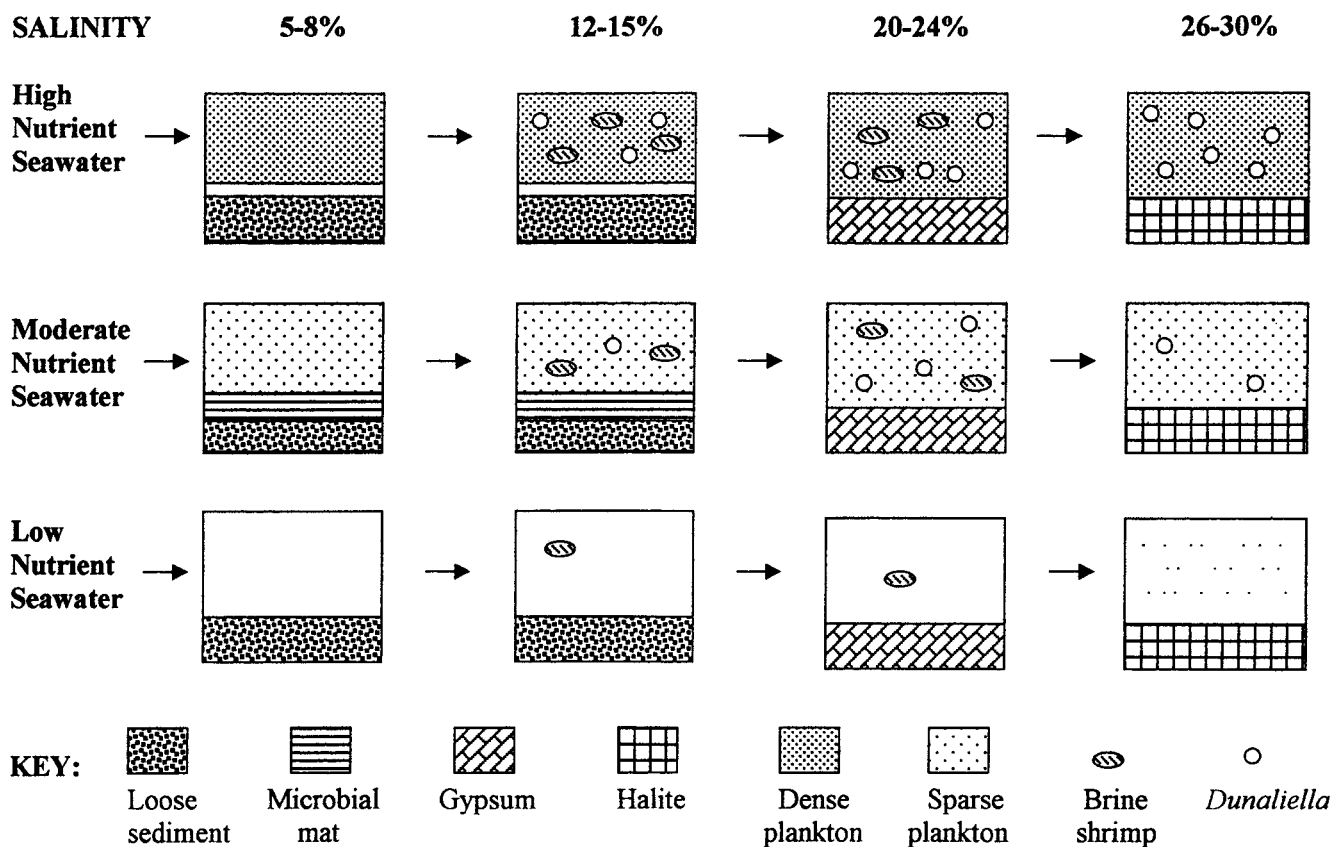 SALINITY 5-8% 12-15% 20-24% 26-30%
High
Nutrient
Seawater
Moderate
Nutrient
Seawater
Low
Nutrient
Seawater
KEY:
Loose sediment
Microbial mat
Gypsum
Halite
Dense plankton
Sparse plankton
Brine shrimp
Dunaliella